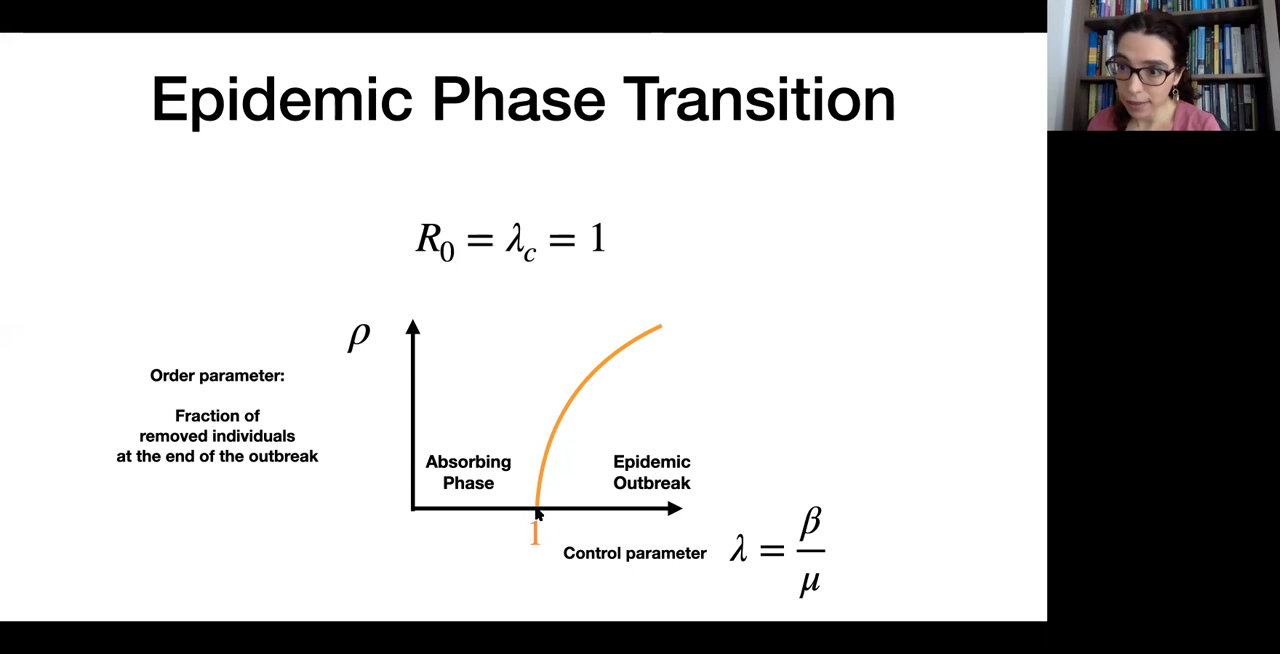 Epidemic Phase Transition
R₀ = λ_c = 1
ρ
Order parameter:
Fraction of
removed individuals
at the end of the outbreak
Absorbing
Phase
Epidemic
Outbreak
1
Control parameter
λ = β/μ